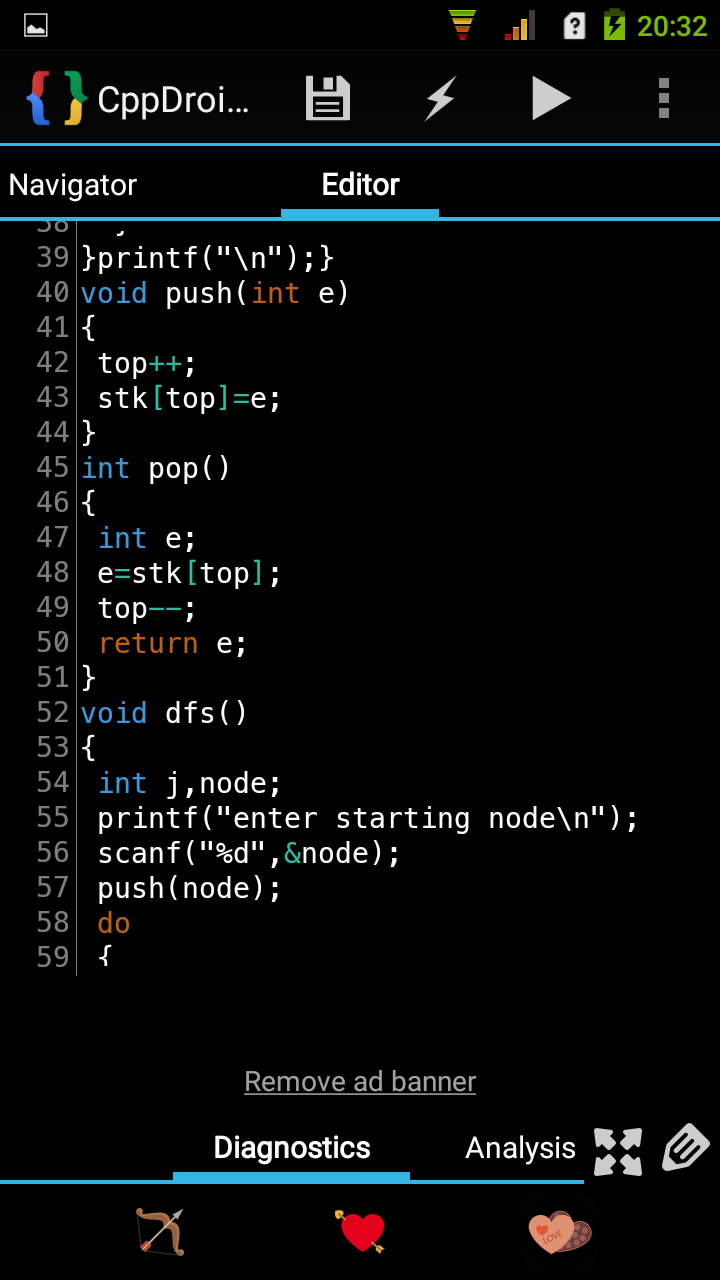 20:32
CppDroi...
Navigator
Editor
38 }
39 }printf("\n");}
40 void push(int e)
41 {
42 top++;
43 stk[top]=e;
44 }
45 int pop()
46 {
47 int e;
48 e=stk[top];
49 top--;
50 return e;
51 }
52 void dfs()
53 {
54 int j,node;
55 printf("enter starting node\n");
56 scanf("%d",&node);
57 push(node);
58 do
59 {
Remove ad banner
Diagnostics
Analysis
LOVE